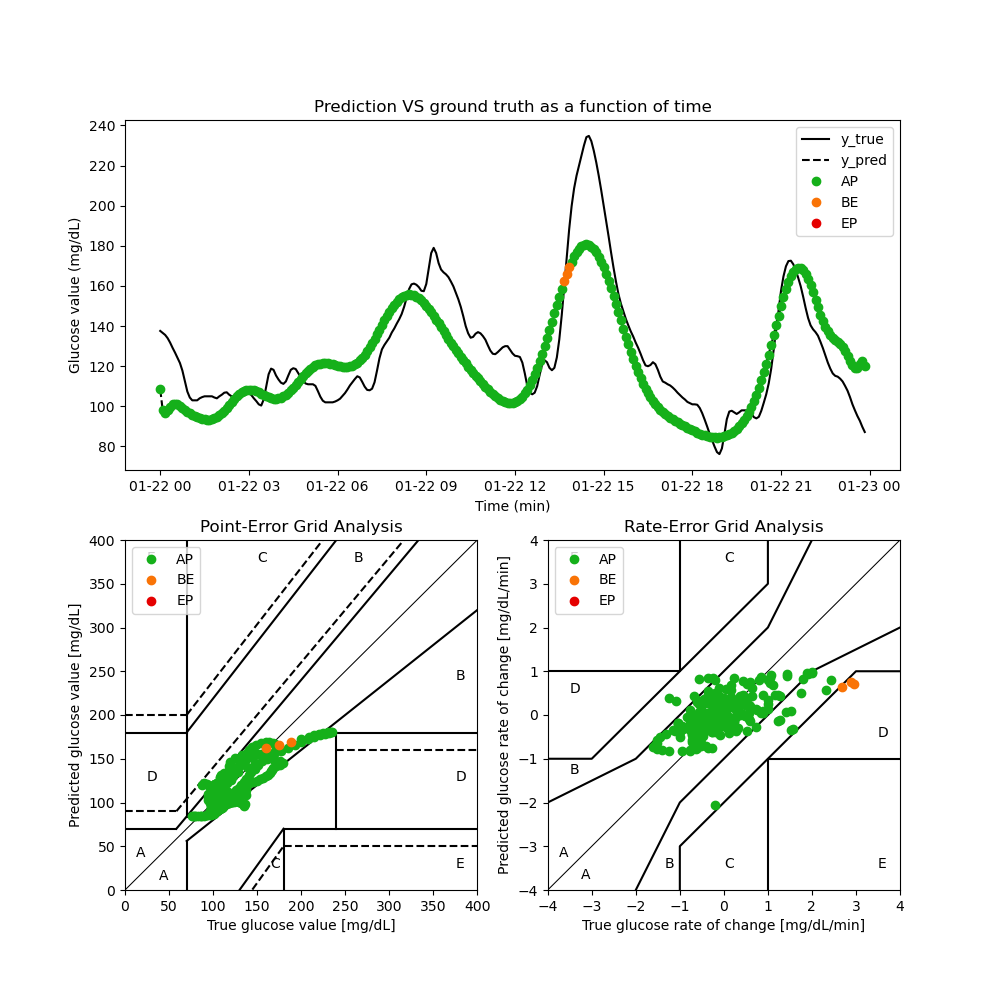 Prediction VS ground truth as a function of time
Glucose value (mg/dL)
240
220
200
180
160
140
120
100
80
y_true
y_pred
AP
BE
EP
01-22 00 01-22 03 01-22 06 01-22 09 01-22 12 01-22 15 01-22 18 01-22 21 01-23 00
Time (min)
Point-Error Grid Analysis
Predicted glucose value [mg/dL]
400
350
300
250
200
150
100
50
0
AP
BE
EP
C B
B
D D
A
A C E
0 50 100 150 200 250 300 350 400
True glucose value [mg/dL]
Rate-Error Grid Analysis
Predicted glucose rate of change [mg/dL/min]
4
3
2
1
0
−1
−2
−3
−4
AP
BE
EP
C
D
D
B
A
A B C E
−4 −3 −2 −1 0 1 2 3 4
True glucose rate of change [mg/dL/min]